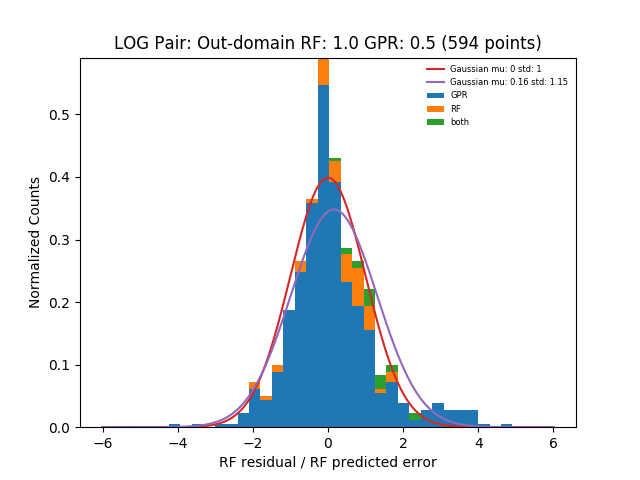 LOG Pair: Out-domain RF: 1.0 GPR: 0.5 (594 points)
Gaussian mu: 0 std: 1
Gaussian mu: 0.16 std: 1.15
GPR
RF
both
Normalized Counts
0.5
0.4
0.3
0.2
0.1
0.0
−6 −4 −2 0 2 4 6
RF residual / RF predicted error